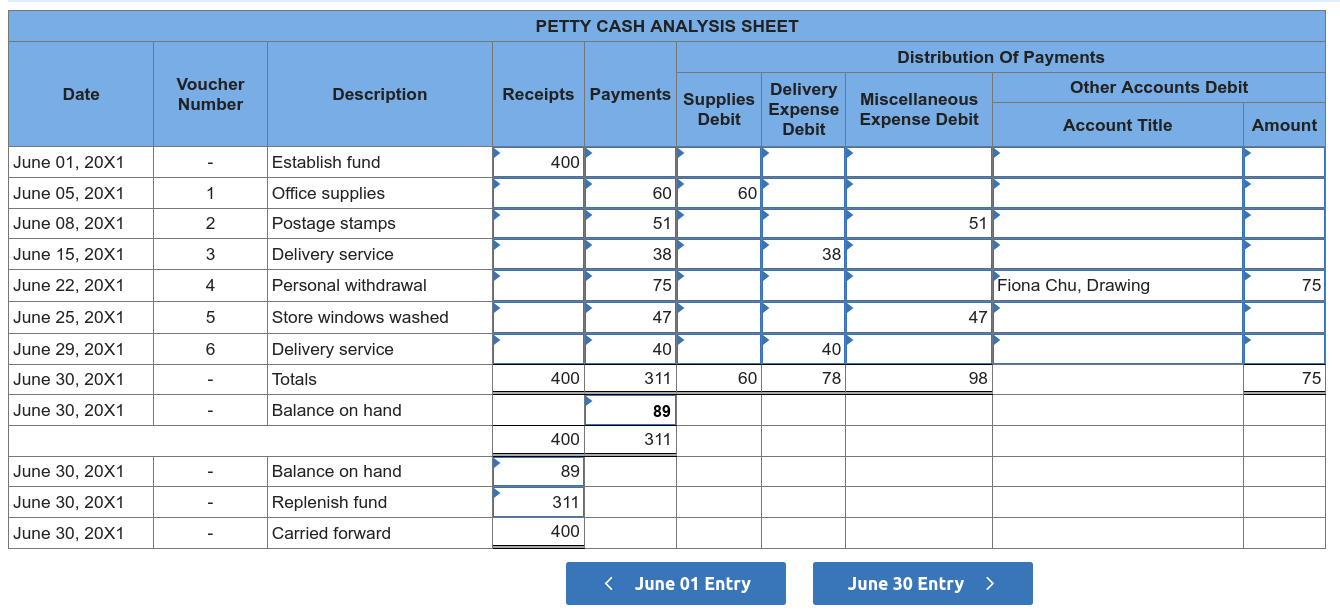 PETTY CASH ANALYSIS SHEET
Distribution Of Payments
Date
Voucher Number
Description
Receipts
Payments
Supplies Debit
Delivery Expense Debit
Miscellaneous Expense Debit
Other Accounts Debit
Account Title
Amount
June 01, 20X1 - Establish fund 400
June 05, 20X1 1 Office supplies 60 60
June 08, 20X1 2 Postage stamps 51 51
June 15, 20X1 3 Delivery service 38 38
June 22, 20X1 4 Personal withdrawal 75 Fiona Chu, Drawing 75
June 25, 20X1 5 Store windows washed 47 47
June 29, 20X1 6 Delivery service 40 40
June 30, 20X1 - Totals 400 311 60 78 98 75
June 30, 20X1 - Balance on hand 89
400 311
June 30, 20X1 - Balance on hand 89
June 30, 20X1 - Replenish fund 311
June 30, 20X1 - Carried forward 400
< June 01 Entry June 30 Entry >